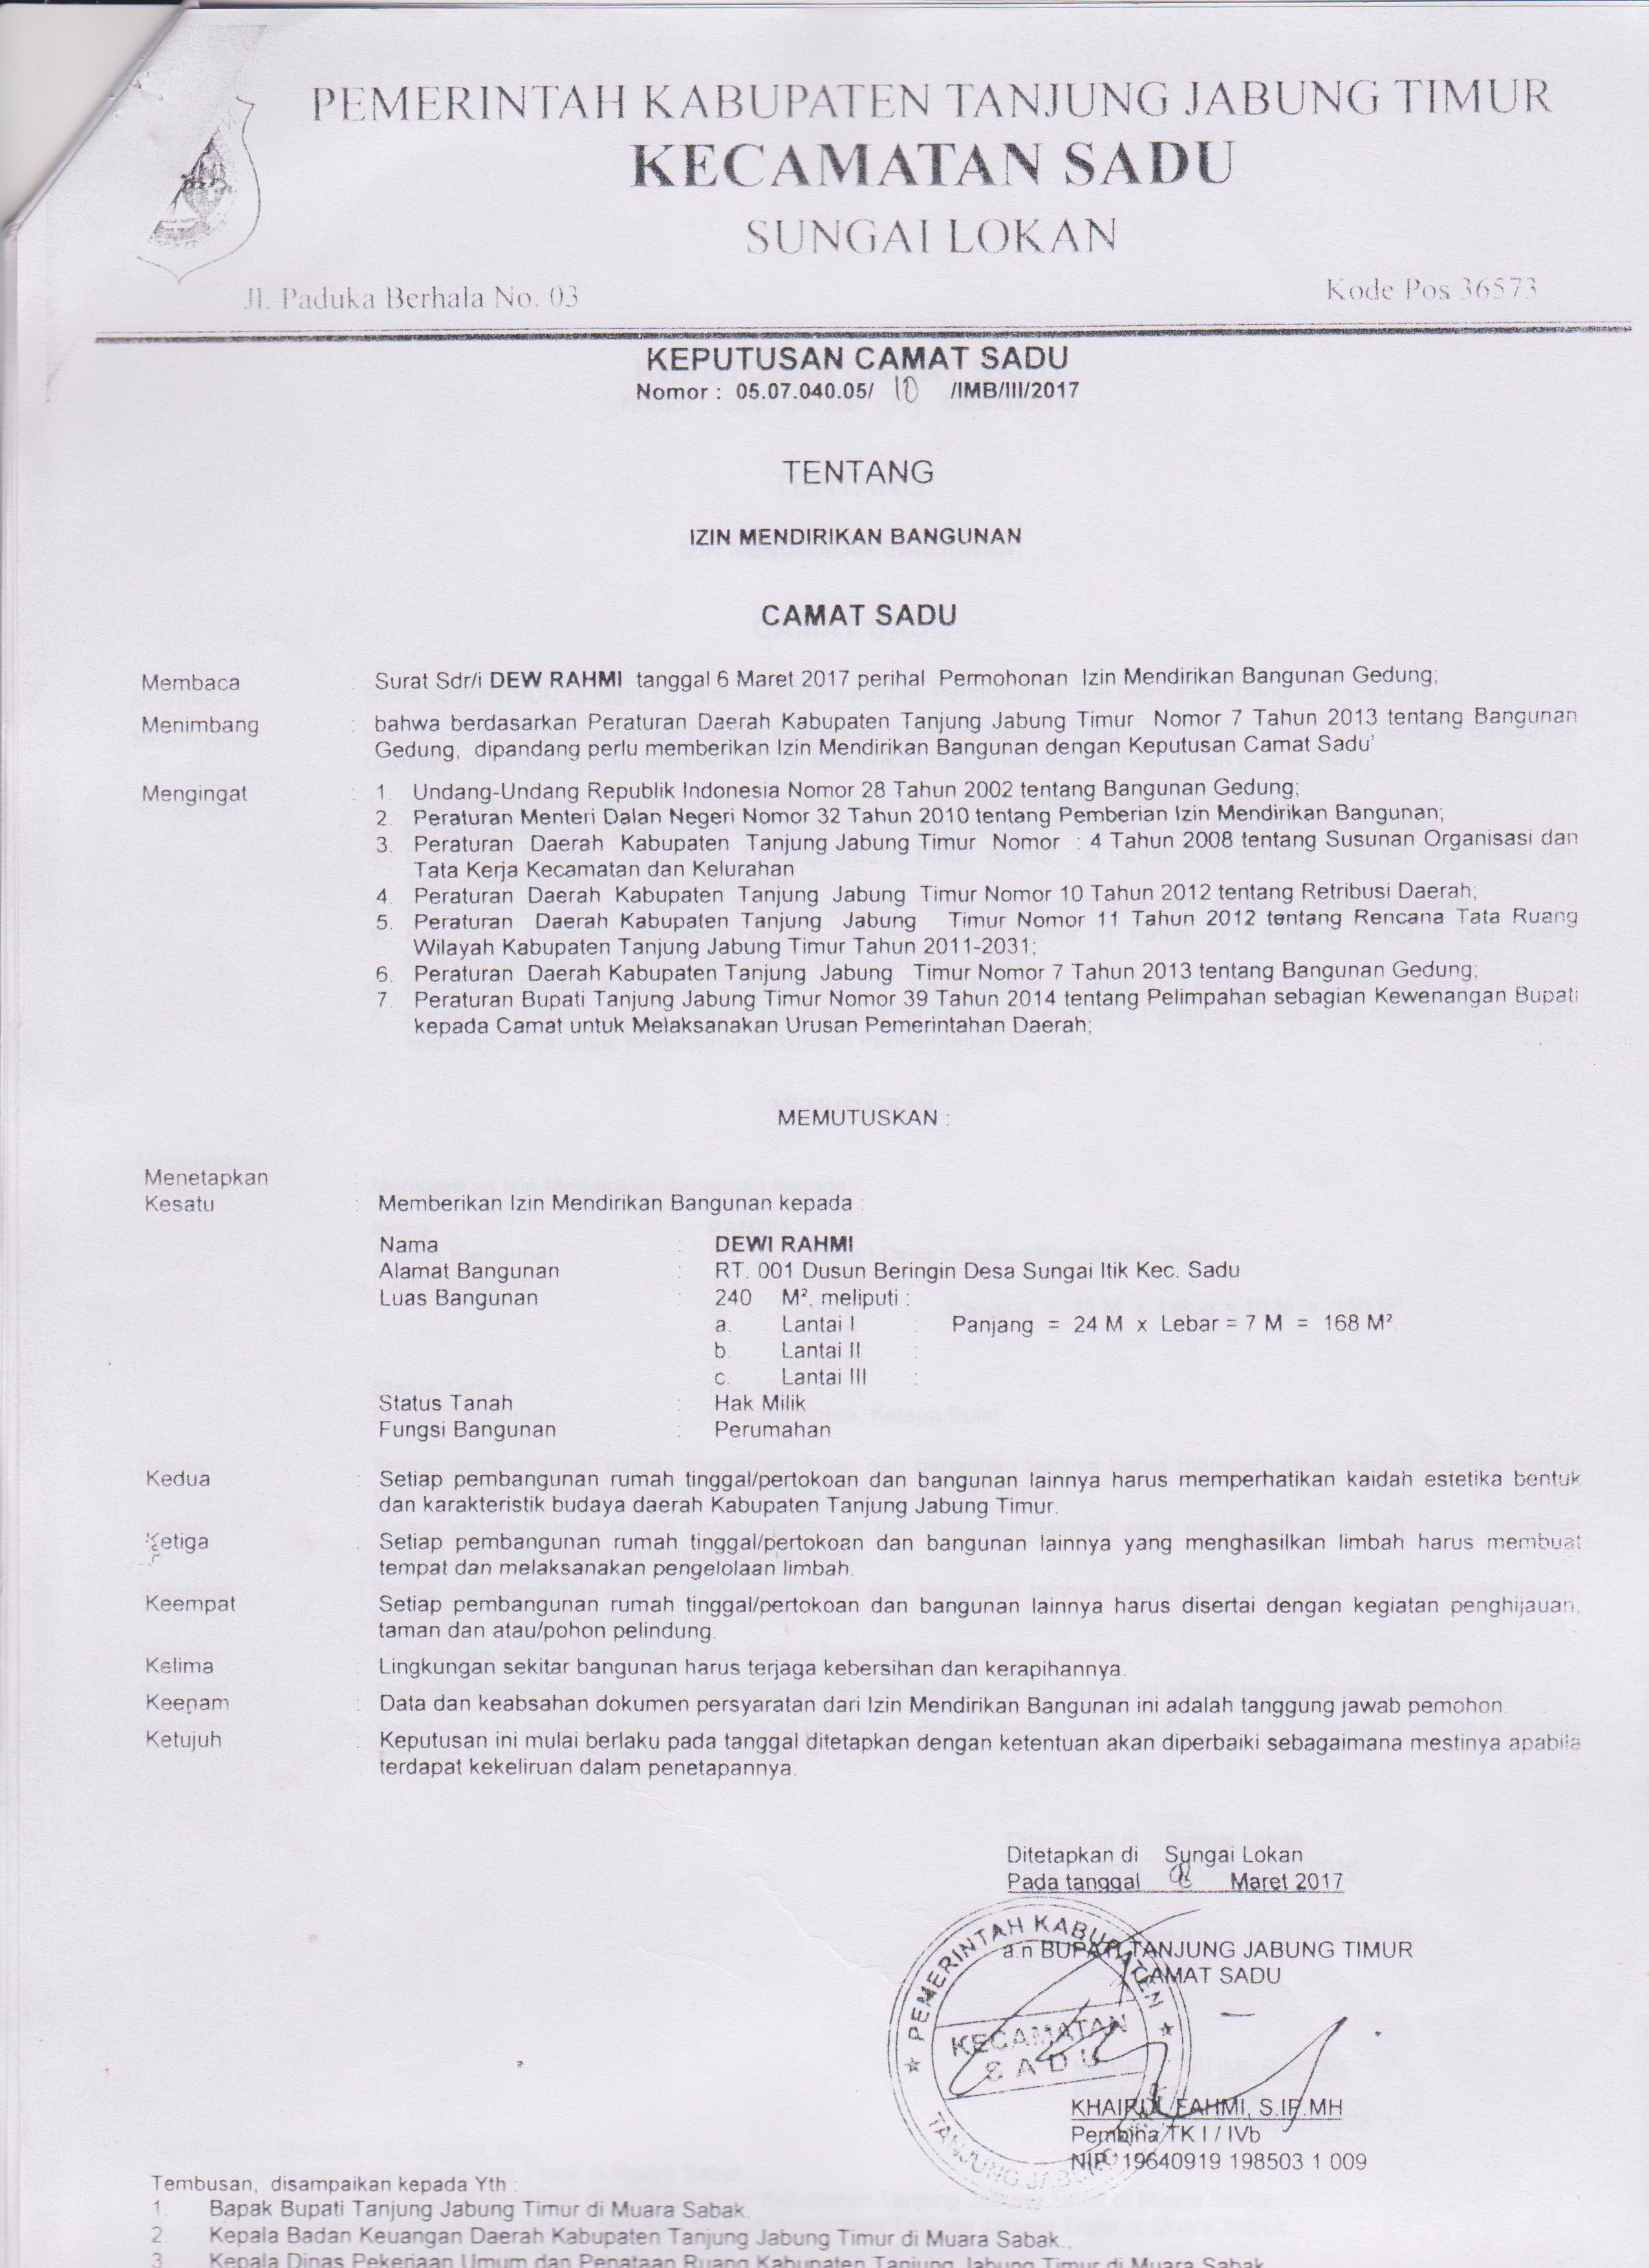 PEMERINTAH KABUPATEN TANJUNG JABUNG TIMUR
KECAMATAN SADU
SUNGAI LOKAN
Jl. Paduka Berhala No. 03 Kode Pos 36573
KEPUTUSAN CAMAT SADU
Nomor : 05.07.040.05/ 10 /IMB/III/2017
TENTANG
IZIN MENDIRIKAN BANGUNAN
CAMAT SADU
Membaca : Surat Sdr/i DEW RAHMI tanggal 6 Maret 2017 perihal Permohonan Izin Mendirikan Bangunan Gedung;
Menimbang : bahwa berdasarkan Peraturan Daerah Kabupaten Tanjung Jabung Timur Nomor 7 Tahun 2013 tentang Bangunan
Gedung, dipandang perlu memberikan Izin Mendirikan Bangunan dengan Keputusan Camat Sadu'
Mengingat : 1. Undang-Undang Republik Indonesia Nomor 28 Tahun 2002 tentang Bangunan Gedung;
2. Peraturan Menteri Dalan Negeri Nomor 32 Tahun 2010 tentang Pemberian Izin Mendirikan Bangunan;
3. Peraturan Daerah Kabupaten Tanjung Jabung Timur Nomor : 4 Tahun 2008 tentang Susunan Organisasi dan
Tata Kerja Kecamatan dan Kelurahan
4. Peraturan Daerah Kabupaten Tanjung Jabung Timur Nomor 10 Tahun 2012 tentang Retribusi Daerah;
5. Peraturan Daerah Kabupaten Tanjung Jabung Timur Nomor 11 Tahun 2012 tentang Rencana Tata Ruang
Wilayah Kabupaten Tanjung Jabung Timur Tahun 2011-2031;
6. Peraturan Daerah Kabupaten Tanjung Jabung Timur Nomor 7 Tahun 2013 tentang Bangunan Gedung;
7. Peraturan Bupati Tanjung Jabung Timur Nomor 39 Tahun 2014 tentang Pelimpahan sebagian Kewenangan Bupati
kepada Camat untuk Melaksanakan Urusan Pemerintahan Daerah;
MEMUTUSKAN :
Menetapkan
Kesatu : Memberikan Izin Mendirikan Bangunan kepada :
Nama : DEWI RAHMI
Alamat Bangunan : RT. 001 Dusun Beringin Desa Sungai Itik Kec. Sadu
Luas Bangunan : 240 M², meliputi :
a. Lantai I : Panjang = 24 M x Lebar = 7 M = 168 M².
b. Lantai II :
c. Lantai III :
Status Tanah : Hak Milik
Fungsi Bangunan : Perumahan
Kedua : Setiap pembangunan rumah tinggal/pertokoan dan bangunan lainnya harus memperhatikan kaidah estetika bentuk
dan karakteristik budaya daerah Kabupaten Tanjung Jabung Timur.
Ketiga : Setiap pembangunan rumah tinggal/pertokoan dan bangunan lainnya yang menghasilkan limbah harus membuat
tempat dan melaksanakan pengelolaan limbah.
Keempat : Setiap pembangunan rumah tinggal/pertokoan dan bangunan lainnya harus disertai dengan kegiatan penghijauan,
taman dan atau/pohon pelindung.
Kelima : Lingkungan sekitar bangunan harus terjaga kebersihan dan kerapihannya.
Keenam : Data dan keabsahan dokumen persyaratan dari Izin Mendirikan Bangunan ini adalah tanggung jawab pemohon.
Ketujuh : Keputusan ini mulai berlaku pada tanggal ditetapkan dengan ketentuan akan diperbaiki sebagaimana mestinya apabila
terdapat kekeliruan dalam penetapannya.
Ditetapkan di Sungai Lokan
Pada tanggal Maret 2017
a.n BUPATI TANJUNG JABUNG TIMUR
CAMAT SADU
PEMERINTAH KABUPATEN
KECAMATAN
SADU
TANJUNG
KHAIRUL FAHMI, S.IP.MH
Pembina TK I / IVb
NIP. 19640919 198503 1 009
Tembusan, disampaikan kepada Yth :
1. Bapak Bupati Tanjung Jabung Timur di Muara Sabak.
2. Kepala Badan Keuangan Daerah Kabupaten Tanjung Jabung Timur di Muara Sabak.
3. Kepala Dinas Pekerjaan Umum dan Penataan Ruang Kabupaten Tanjung Jabung Timur di Muara Sabak